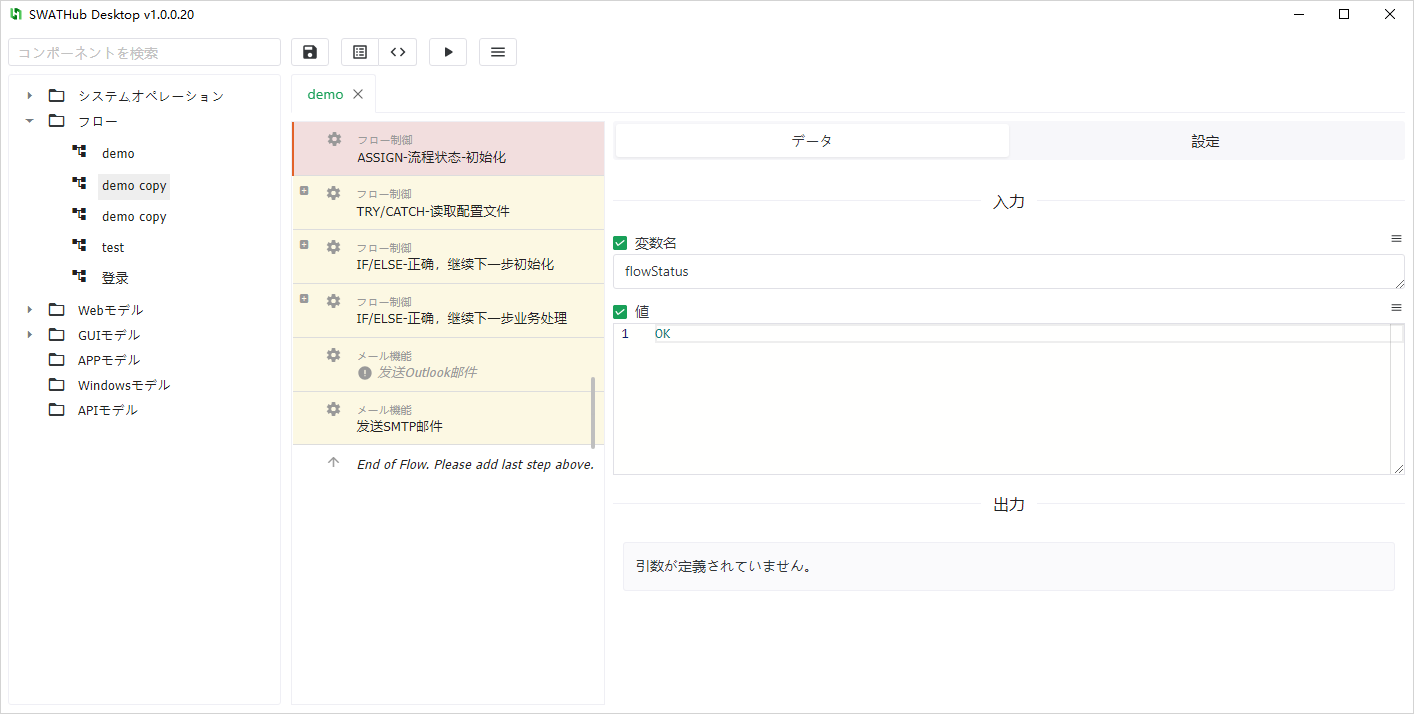 SWATHub Desktop v1.0.0.20
コンポーネントを検索
システムオペレーション
フロー
demo
demo copy
demo copy
test
登录
Webモデル
GUIモデル
APPモデル
Windowsモデル
APIモデル
demo
フロー制御
ASSIGN-流程状态-初始化
フロー制御
TRY/CATCH-读取配置文件
フロー制御
IF/ELSE-正确，继续下一步初始化
フロー制御
IF/ELSE-正确，继续下一步业务处理
メール機能
发送Outlook邮件
メール機能
发送SMTP邮件
End of Flow. Please add last step above.
データ
設定
入力
変数名
flowStatus
値
1 OK
出力
引数が定義されていません。